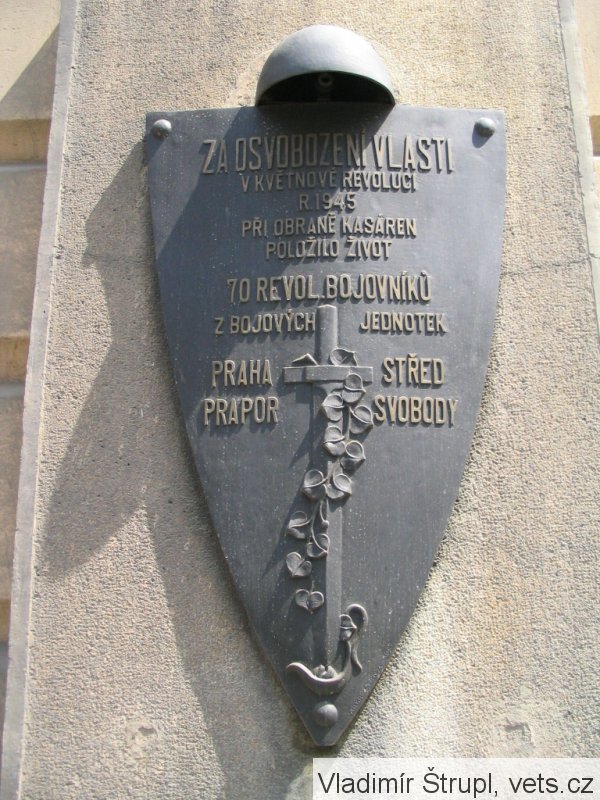 ZA OSVOBOZENÍ VLASTI
V KVĚTNOVÉ REVOLUCI
R.1945
PŘI OBRANĚ KASÁREN
POLOŽILO ŽIVOT
70 REVOL.BOJOVNÍKŮ
Z BOJOVÝCH JEDNOTEK
PRAHA STŘED
PRAPOR SVOBODY
Vladimír Štrupl, vets.cz